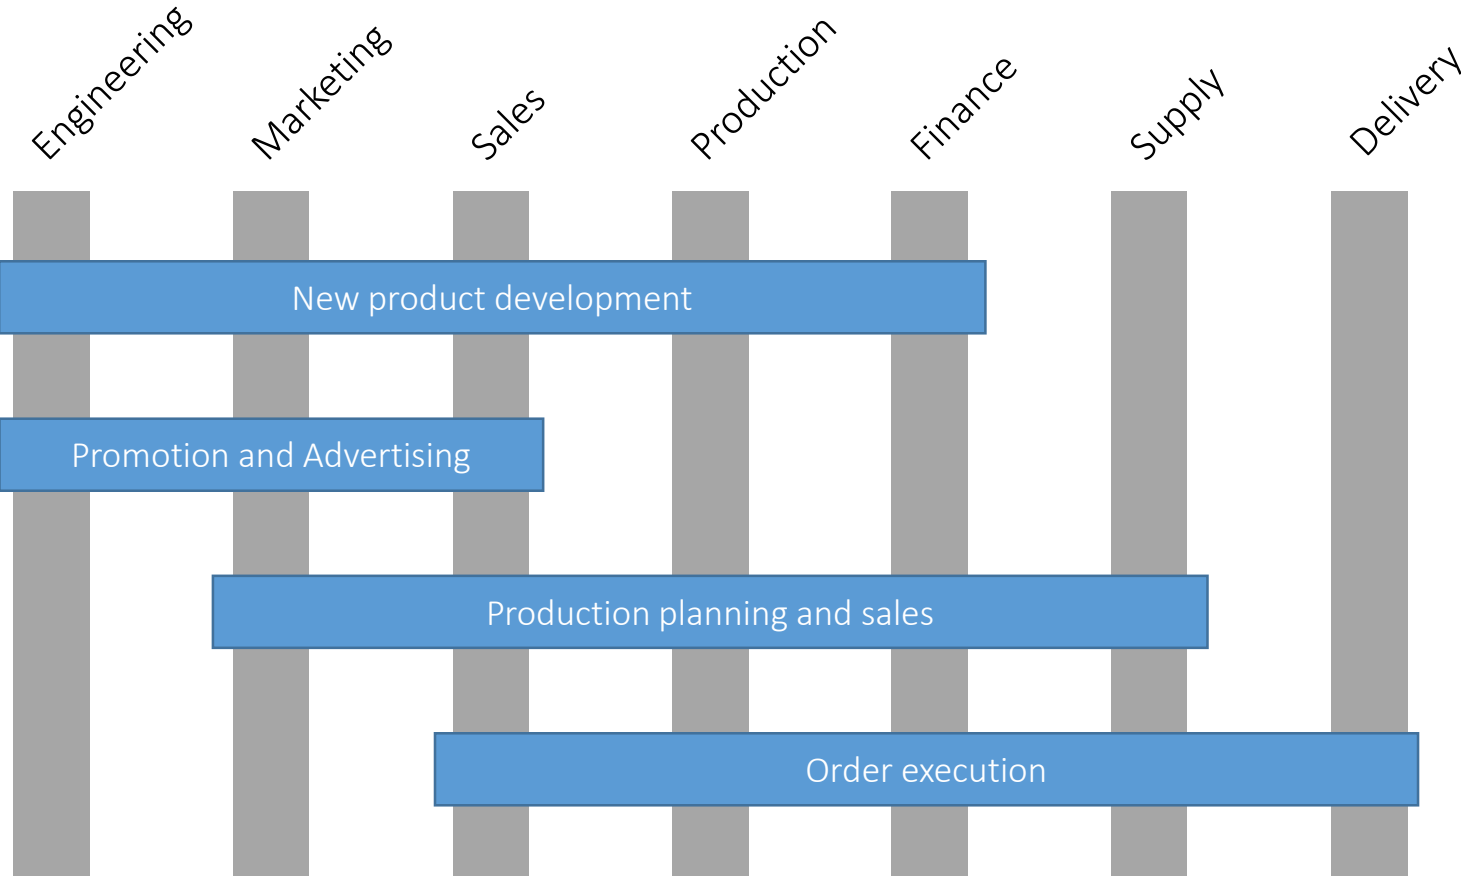 Engineering
Marketing
Sales
Production
Finance
Supply
Delivery
New product development
Promotion and Advertising
Production planning and sales
Order execution